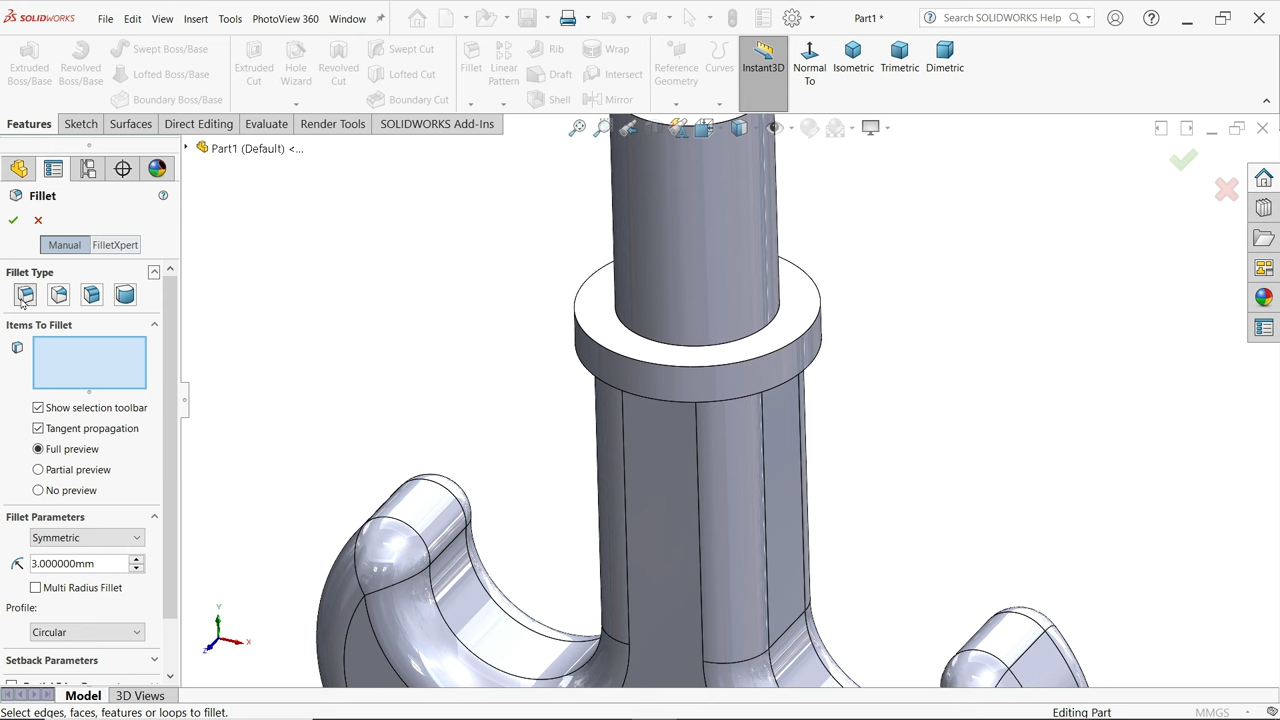 SOLIDWORKS File Edit View Insert Tools PhotoView 360 Window Part1 * Search SOLIDWORKS Help
Extruded Boss/Base
Revolved Boss/Base
Swept Boss/Base
Lofted Boss/Base
Boundary Boss/Base
Extruded Cut
Hole Wizard
Revolved Cut
Swept Cut
Lofted Cut
Boundary Cut
Fillet
Linear Pattern
Rib
Draft
Shell
Wrap
Intersect
Mirror
Reference Geometry
Curves
Instant3D
Normal To
Isometric
Trimetric
Dimetric
Features Sketch Surfaces Direct Editing Evaluate Render Tools SOLIDWORKS Add-Ins
Part1 (Default) <...
Fillet
Manual FilletXpert
Fillet Type
Items To Fillet
Show selection toolbar
Tangent propagation
Full preview
Partial preview
No preview
Fillet Parameters
Symmetric
3.000000mm
Multi Radius Fillet
Profile:
Circular
Setback Parameters
Y
X
Z
Model 3D Views
Select edges, faces, features or loops to fillet. Editing Part MMGS